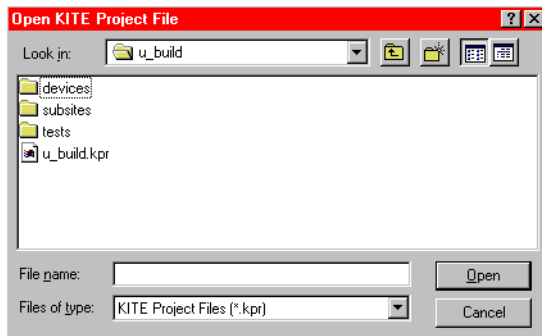 Open KITE Project File
Look in: u_build
devices
subsites
tests
u_build.kpr
File name: Open
Files of type: KITE Project Files (*.kpr) Cancel